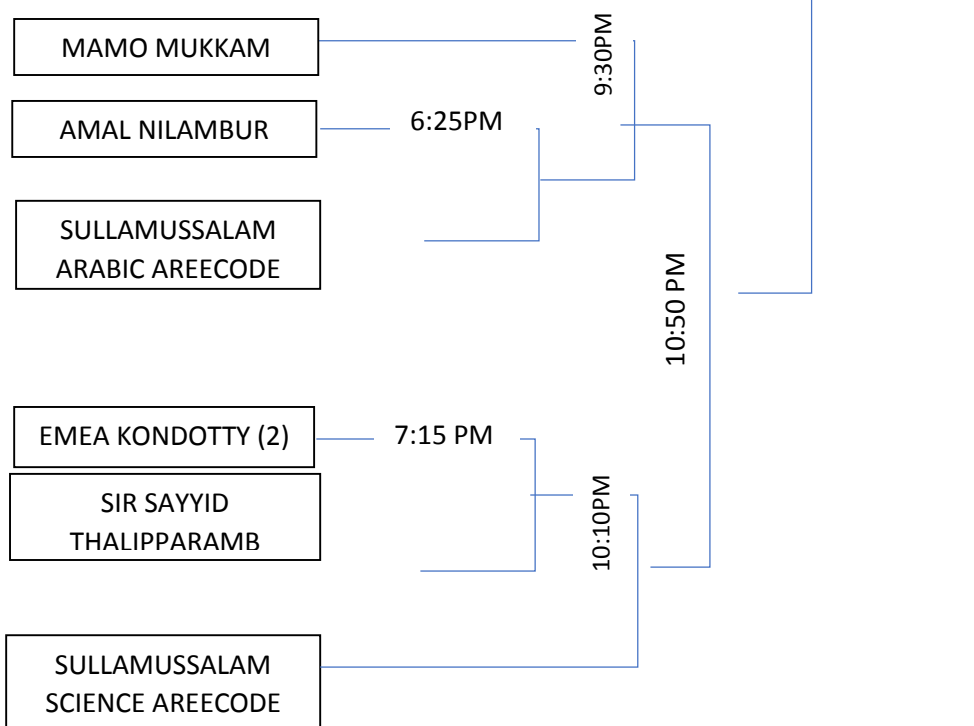 MAMO MUKKAM
9:30PM
AMAL NILAMBUR
6:25PM
SULLAMUSSALAM
ARABIC AREECODE
10:50 PM
EMEA KONDOTTY (2)
7:15 PM
SIR SAYYID
THALIPPARAMB
10:10PM
SULLAMUSSALAM
SCIENCE AREECODE